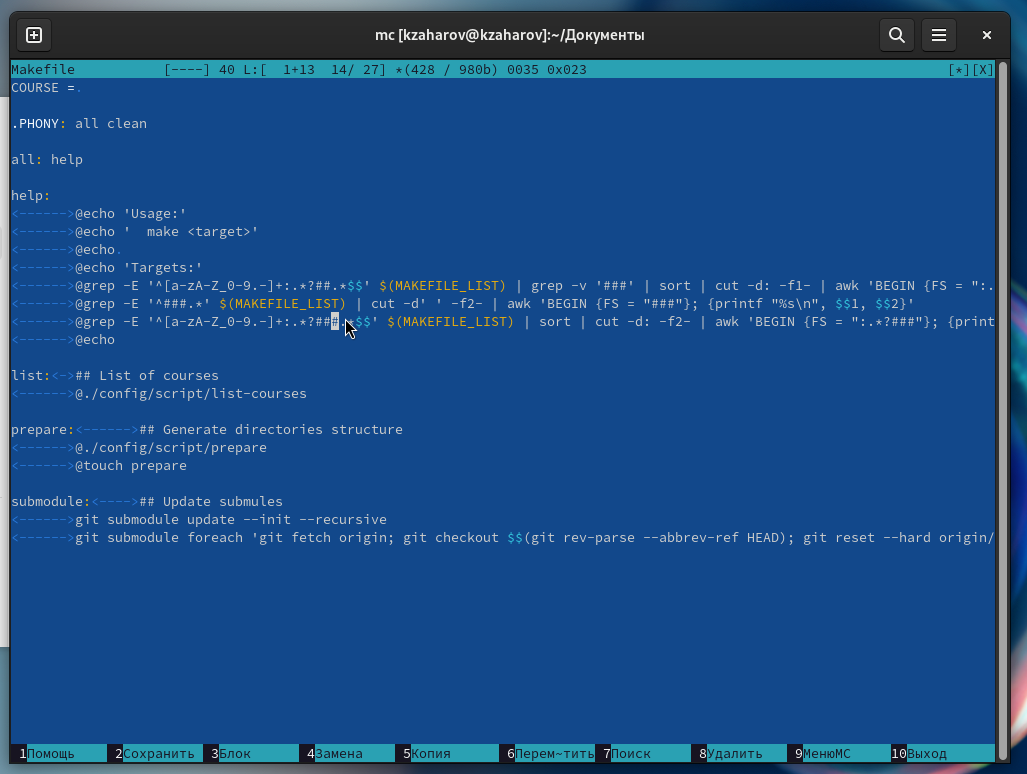 mc [kzaharov@kzaharov]:~/Документы
Makefile [----] 40 L:[ 1+13 14/ 27] *(428 / 980b) 0035 0x023 [*][X]
COURSE =.
.PHONY: all clean
all: help
help:
<------>@echo 'Usage:'
<------>@echo '  make <target>'
<------>@echo.
<------>@echo 'Targets:'
<------>@grep -E '^[a-zA-Z_0-9.-]+:.*?##.*$$' $(MAKEFILE_LIST) | grep -v '###' | sort | cut -d: -f1- | awk 'BEGIN {FS = ":.
<------>@grep -E '^###.*' $(MAKEFILE_LIST) | cut -d' ' -f2- | awk 'BEGIN {FS = "###"}; {printf "%s\n", $$1, $$2}'
<------>@grep -E '^[a-zA-Z_0-9.-]+:.*?###.*$$' $(MAKEFILE_LIST) | sort | cut -d: -f2- | awk 'BEGIN {FS = ":.*?###"}; {print
<------>@echo
list:<->## List of courses
<------>@./config/script/list-courses
prepare:<------>## Generate directories structure
<------>@./config/script/prepare
<------>@touch prepare
submodule:<---->## Update submules
<------>git submodule update --init --recursive
<------>git submodule foreach 'git fetch origin; git checkout $$(git rev-parse --abbrev-ref HEAD); git reset --hard origin/
1Помощь 2Сохранить 3Блок 4Замена 5Копия 6Перем~тить 7Поиск 8Удалить 9МенюMC 10Выход